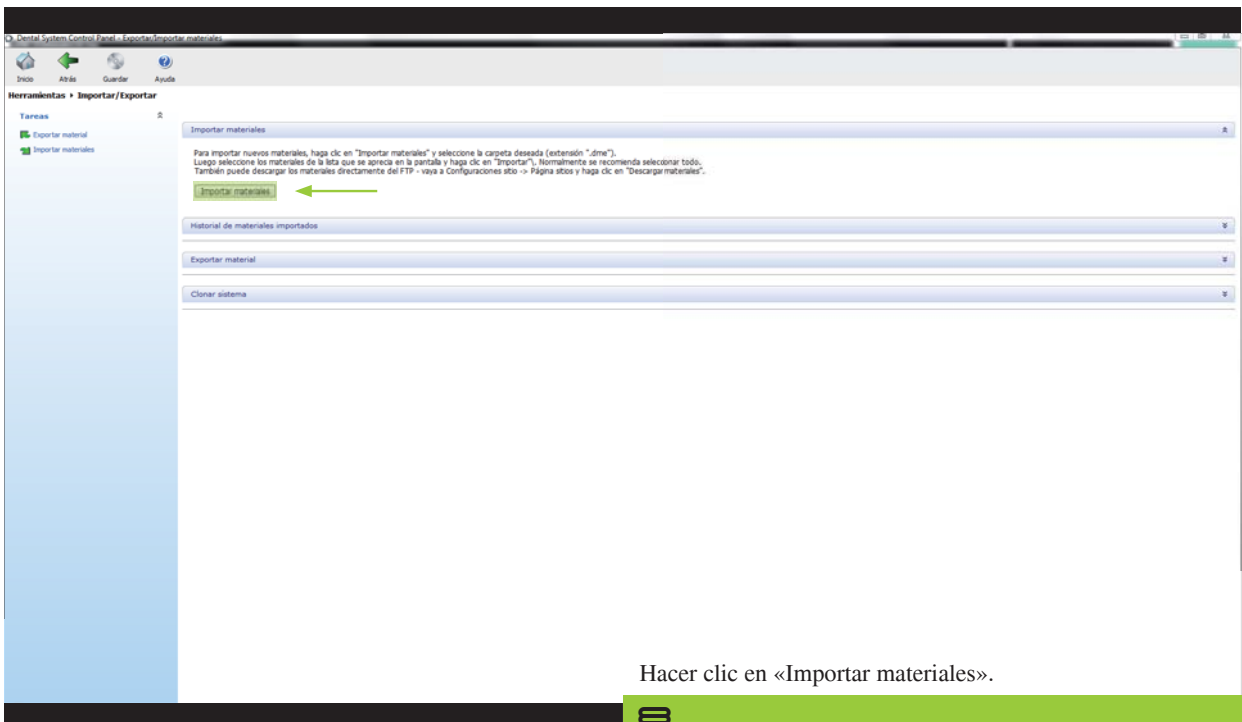 Dental System Control Panel - Exportar/Importar materiales
Inicio Atrás Guardar Ayuda
Herramientas ▸ Importar/Exportar
Tareas
Exportar material
Importar materiales
Importar materiales
Para importar nuevos materiales, haga clic en "Importar materiales" y seleccione la carpeta deseada (extensión ".dme").
Luego seleccione los materiales de la lista que se aprecia en la pantalla y haga clic en "Importar"\, Normalmente se recomienda seleccionar todo.
También puede descargar los materiales directamente del FTP - vaya a Configuraciones sitio -> Página sitios y haga clic en "Descargar materiales".
Importar materiales
Historial de materiales importados
Exportar material
Clonar sistema
Hacer clic en «Importar materiales».